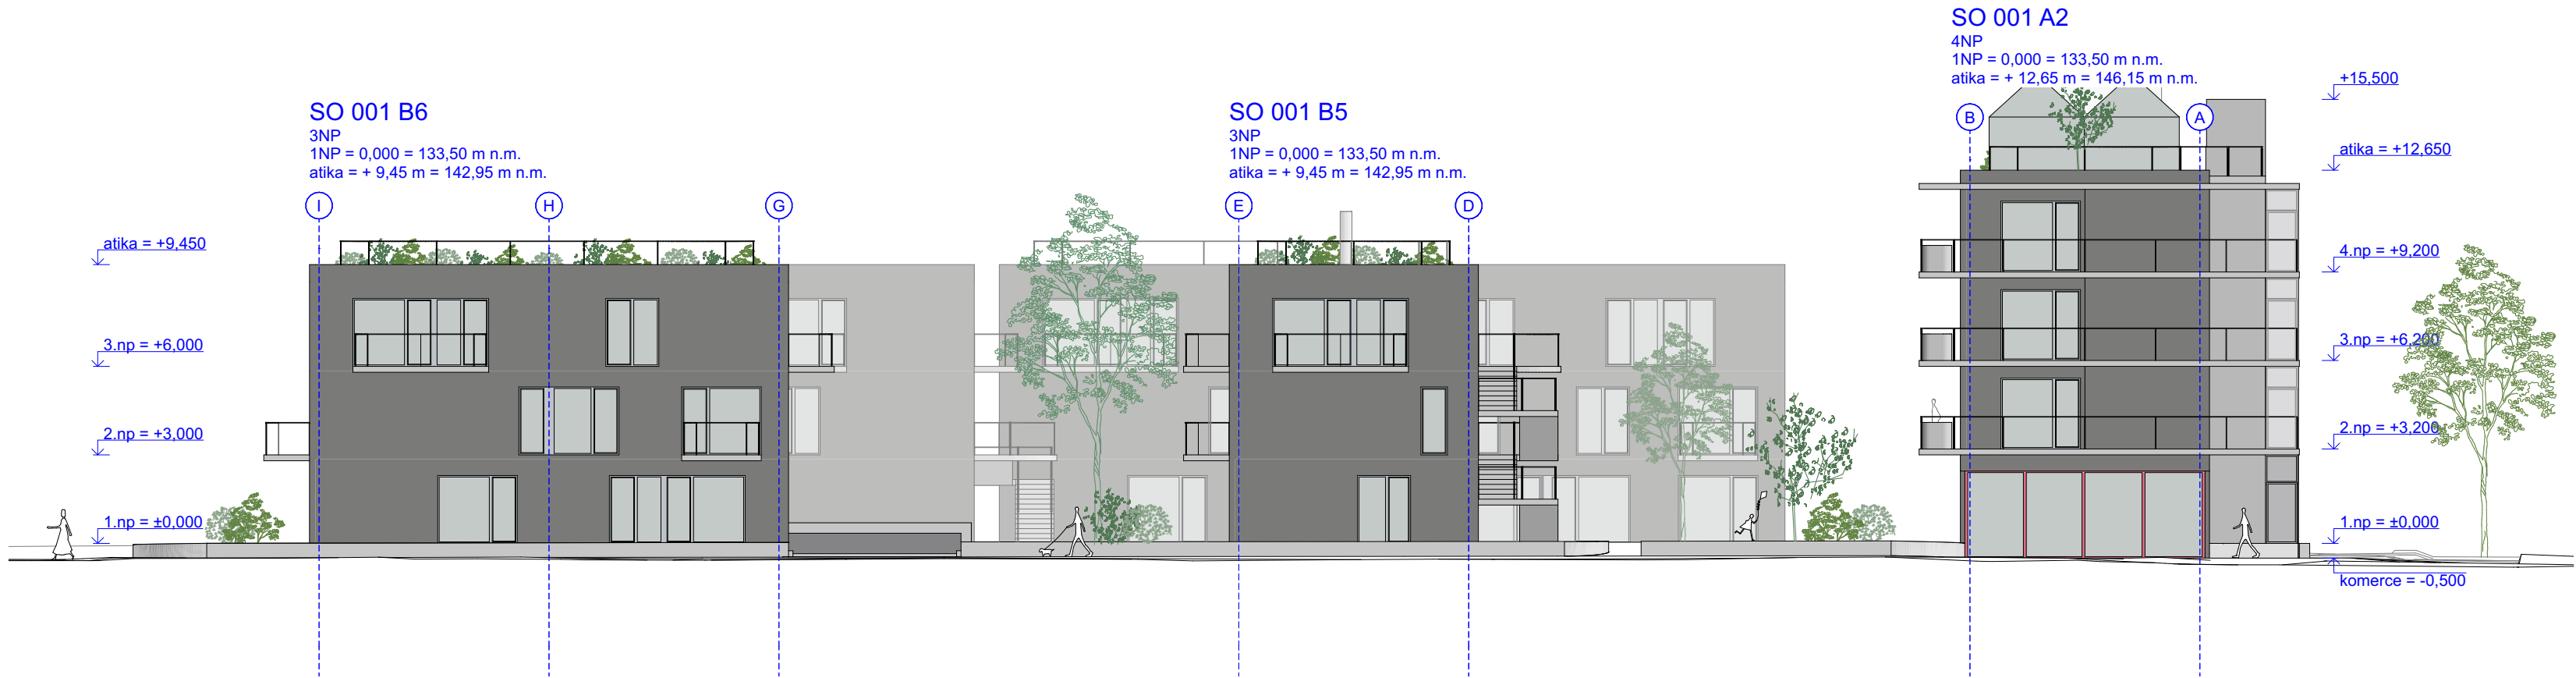 SO 001 A2
4NP
1NP = 0,000 = 133,50 m n.m.
atika = + 12,65 m = 146,15 m n.m.
SO 001 B6
3NP
1NP = 0,000 = 133,50 m n.m.
atika = + 9,45 m = 142,95 m n.m.
SO 001 B5
3NP
1NP = 0,000 = 133,50 m n.m.
atika = + 9,45 m = 142,95 m n.m.
I
H
G
E
D
B
A
atika = +9,450
3.np = +6,000
2.np = +3,000
1.np = ±0,000
+15,500
atika = +12,650
4.np = +9,200
3.np = +6,200
2.np = +3,200
1.np = ±0,000
komerce = -0,500